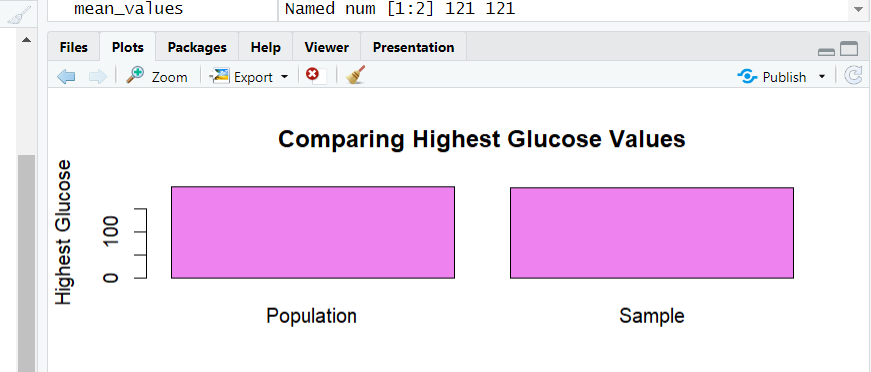 mean_values Named num [1:2] 121 121
Files Plots Packages Help Viewer Presentation
Zoom Export Publish
Comparing Highest Glucose Values
Highest Glucose
100
0
Population Sample